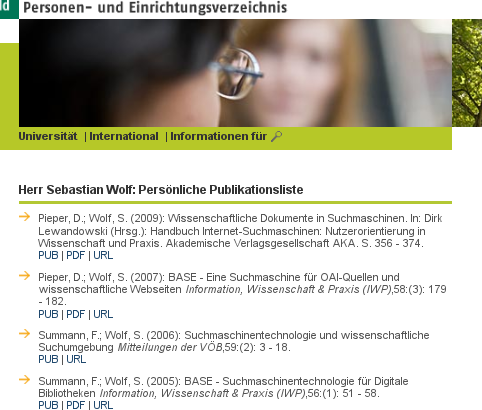 ld Personen- und Einrichtungsverzeichnis
Universität | International | Informationen für
Herr Sebastian Wolf: Persönliche Publikationsliste
Pieper, D.; Wolf, S. (2009): Wissenschaftliche Dokumente in Suchmaschinen. In: Dirk
Lewandowski (Hrsg.): Handbuch Internet-Suchmaschinen: Nutzerorientierung in
Wissenschaft und Praxis. Akademische Verlagsgesellschaft AKA. S. 356 - 374.
PUB | PDF | URL
Pieper, D.; Wolf, S. (2007): BASE - Eine Suchmaschine für OAI-Quellen und
wissenschaftliche Webseiten Information, Wissenschaft & Praxis (IWP),58:(3): 179
- 182.
PUB | PDF | URL
Summann, F.; Wolf, S. (2006): Suchmaschinentechnologie und wissenschaftliche
Suchumgebung Mitteilungen der VÖB,59:(2): 3 - 18.
PUB | URL
Summann, F.; Wolf, S. (2005): BASE - Suchmaschinentechnologie für Digitale
Bibliotheken Information, Wissenschaft & Praxis (IWP),56:(1): 51 - 58.
PUB | PDF | URL